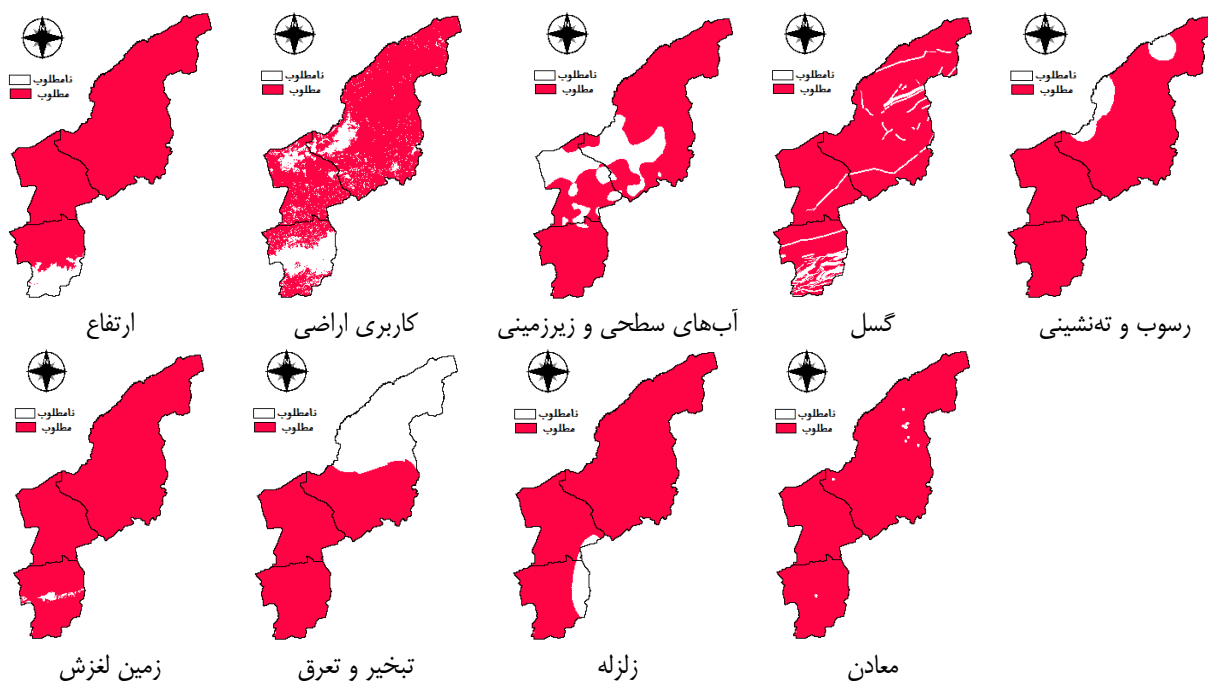 نامطلوب
مطلوب
ارتفاع
نامطلوب
مطلوب
کاربری اراضی
نامطلوب
مطلوب
آب‌های سطحی و زیرزمینی
نامطلوب
مطلوب
گسل
نامطلوب
مطلوب
رسوب و ته‌نشینی
نامطلوب
مطلوب
زمین لغزش
نامطلوب
مطلوب
تبخیر و تعرق
نامطلوب
مطلوب
زلزله
نامطلوب
مطلوب
معادن